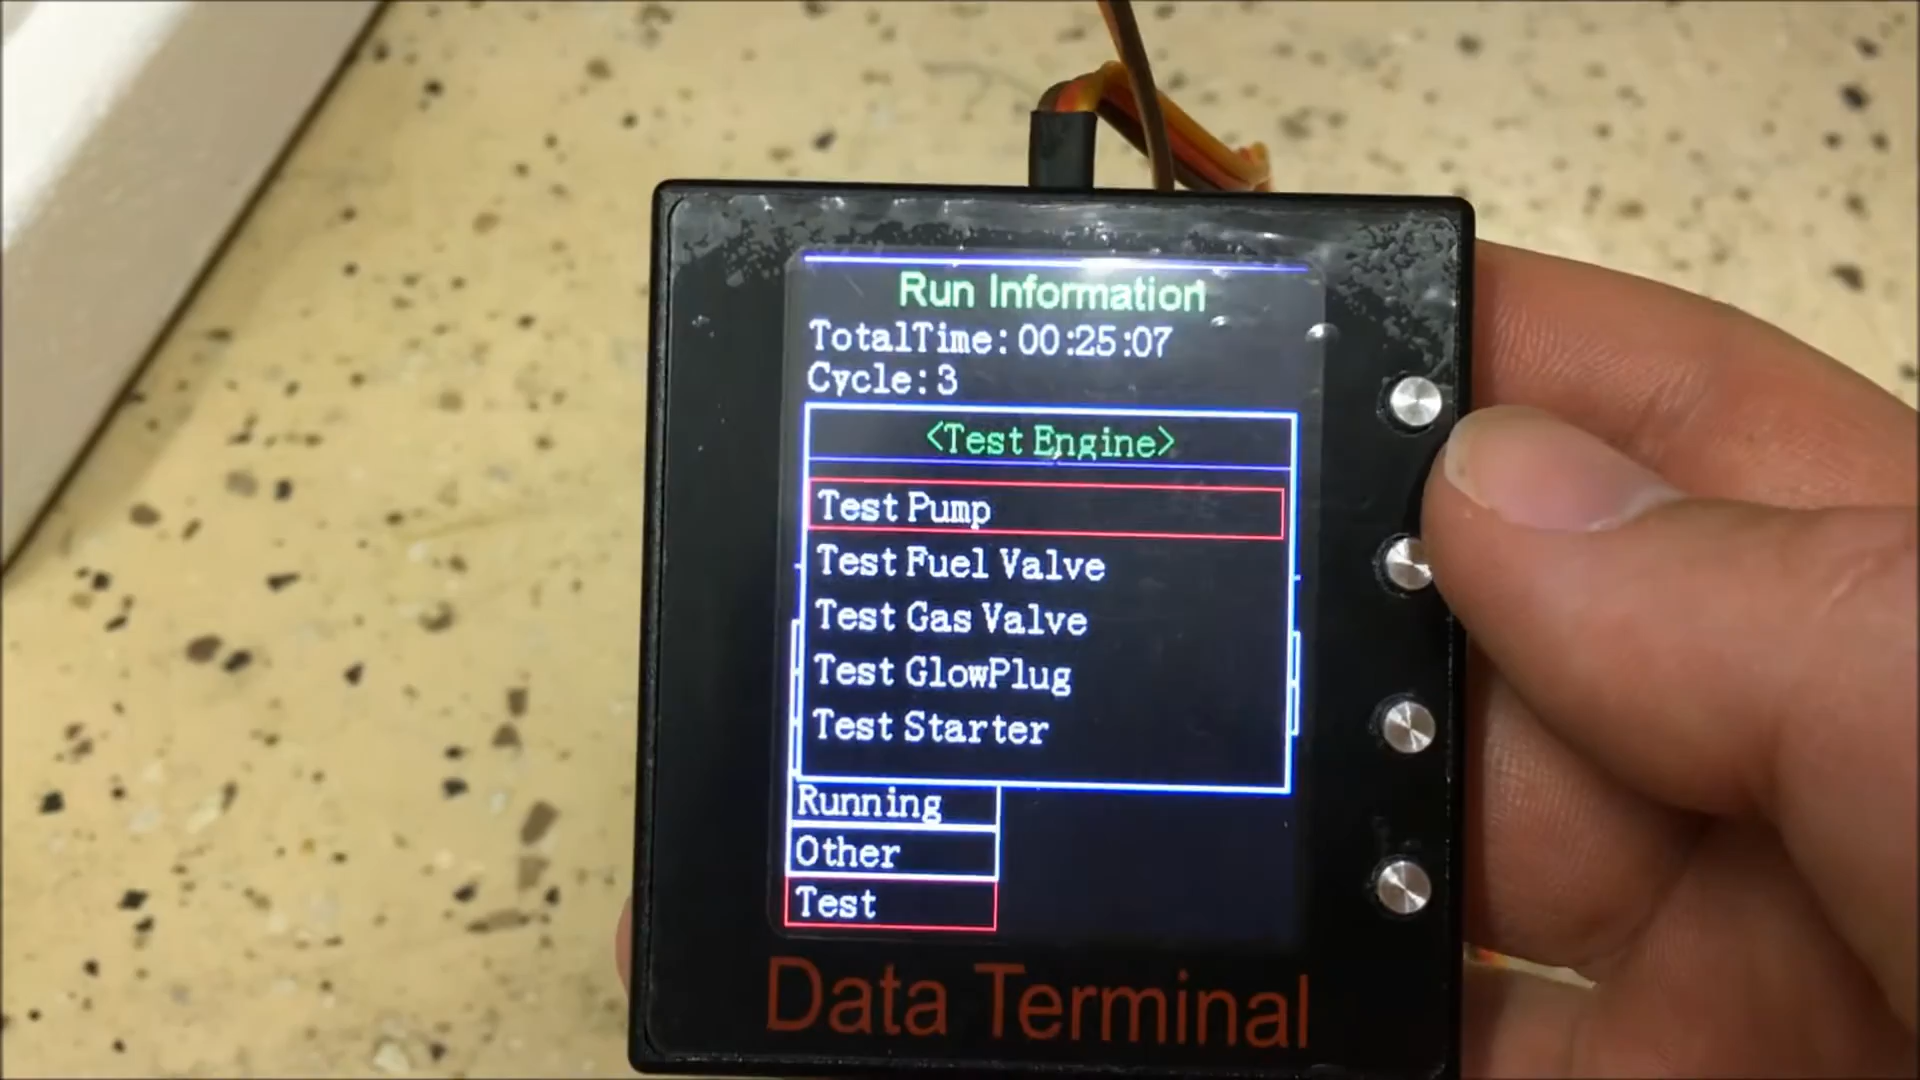 Run Information
TotalTime:00:25:07
Cycle:3
<Test Engine>
Test Pump
Test Fuel Valve
Test Gas Valve
Test GlowPlug
Test Starter
Running
Other
Test
Data Terminal